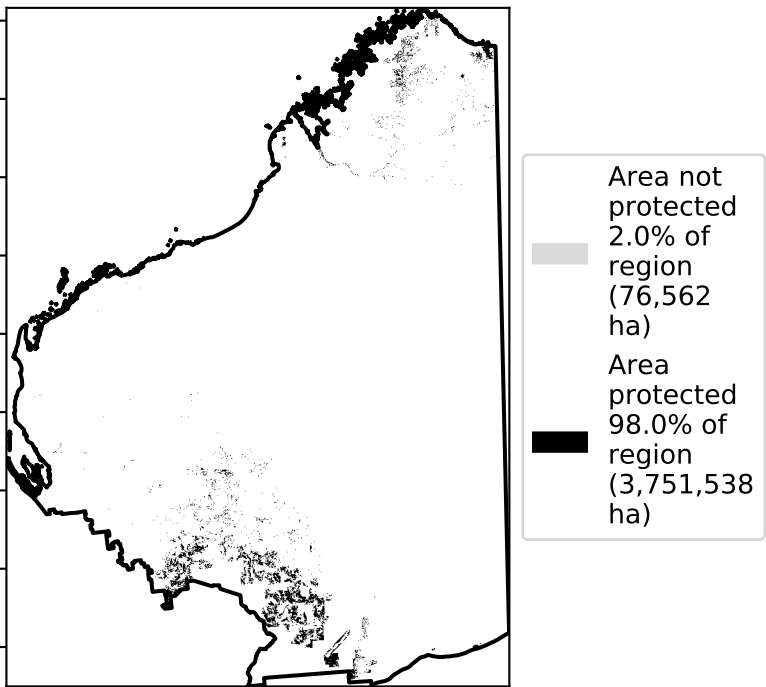 Area not
protected
2.0% of
region
(76,562
ha)
Area
protected
98.0% of
region
(3,751,538
ha)